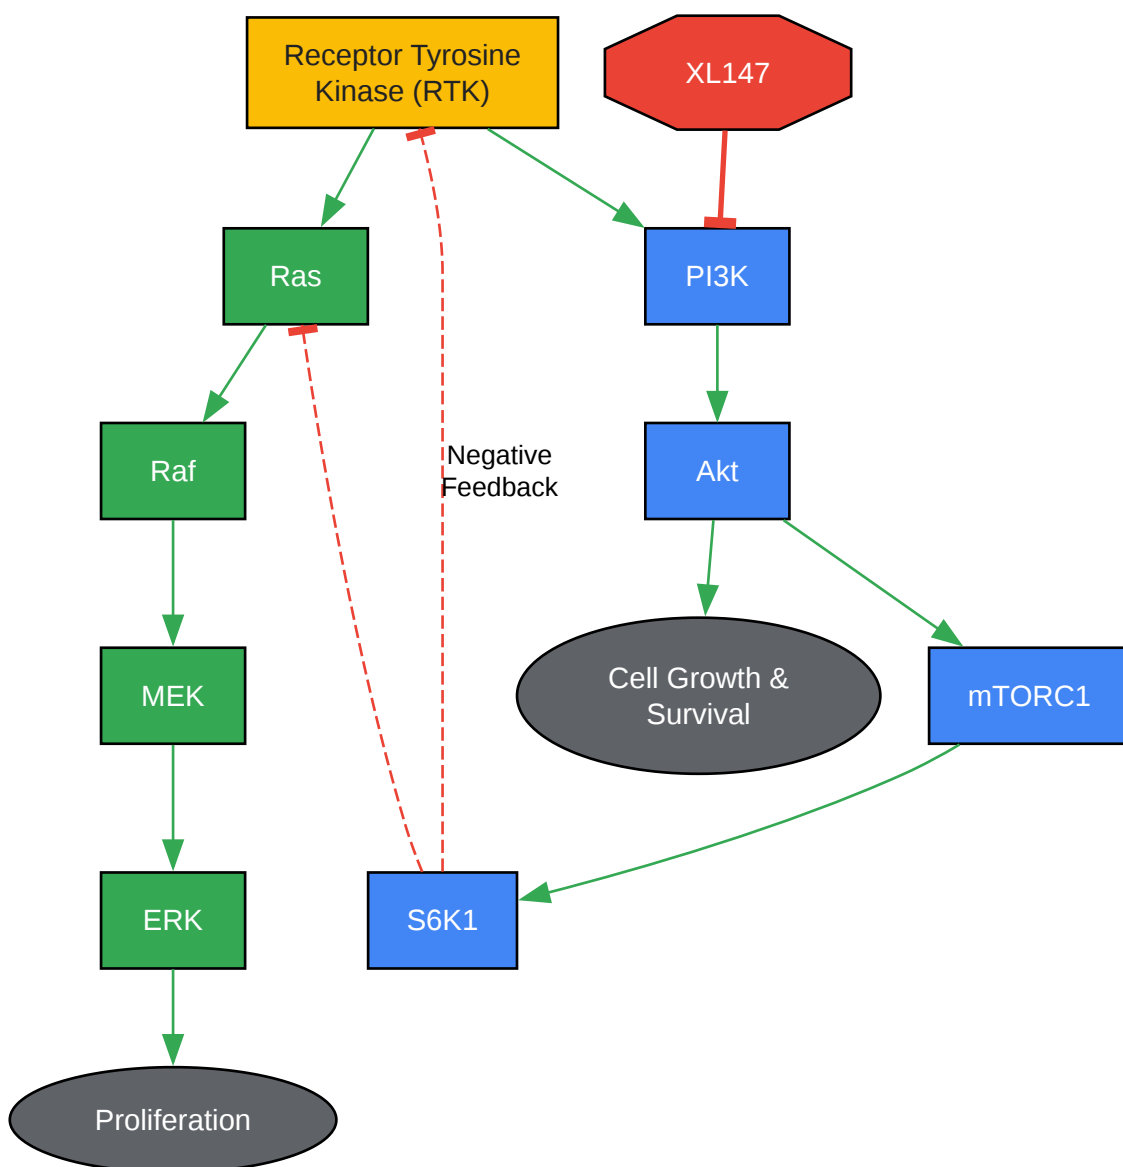 Receptor Tyrosine
Kinase (RTK)
XL147
Ras
PI3K
Raf
Negative
Feedback
Akt
MEK
Cell Growth &
Survival
mTORC1
ERK
S6K1
Proliferation